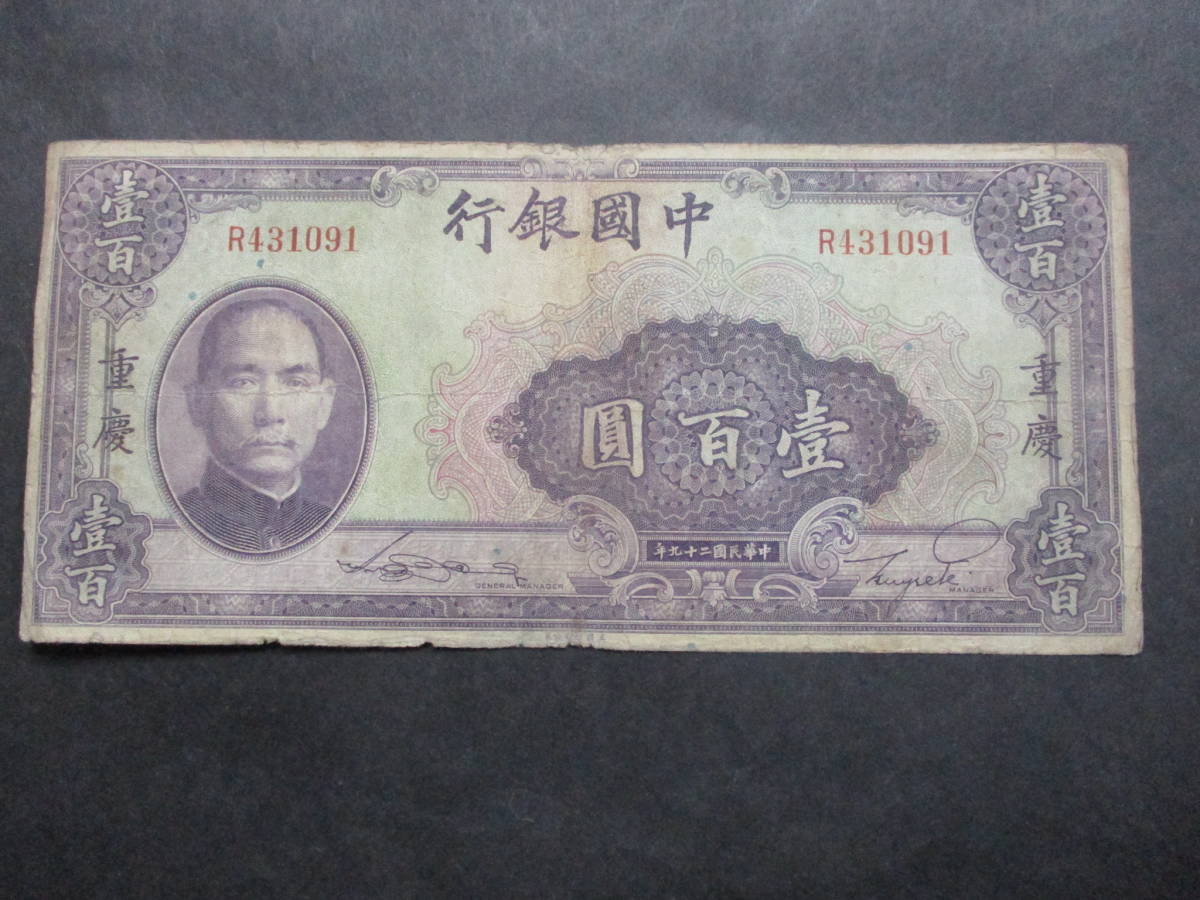 中國銀行
壹百
R431091
R431091
壹百
重慶
重慶
壹百圓
壹百
中華民國二十九年
壹百
GENERAL MANAGER
MANAGER